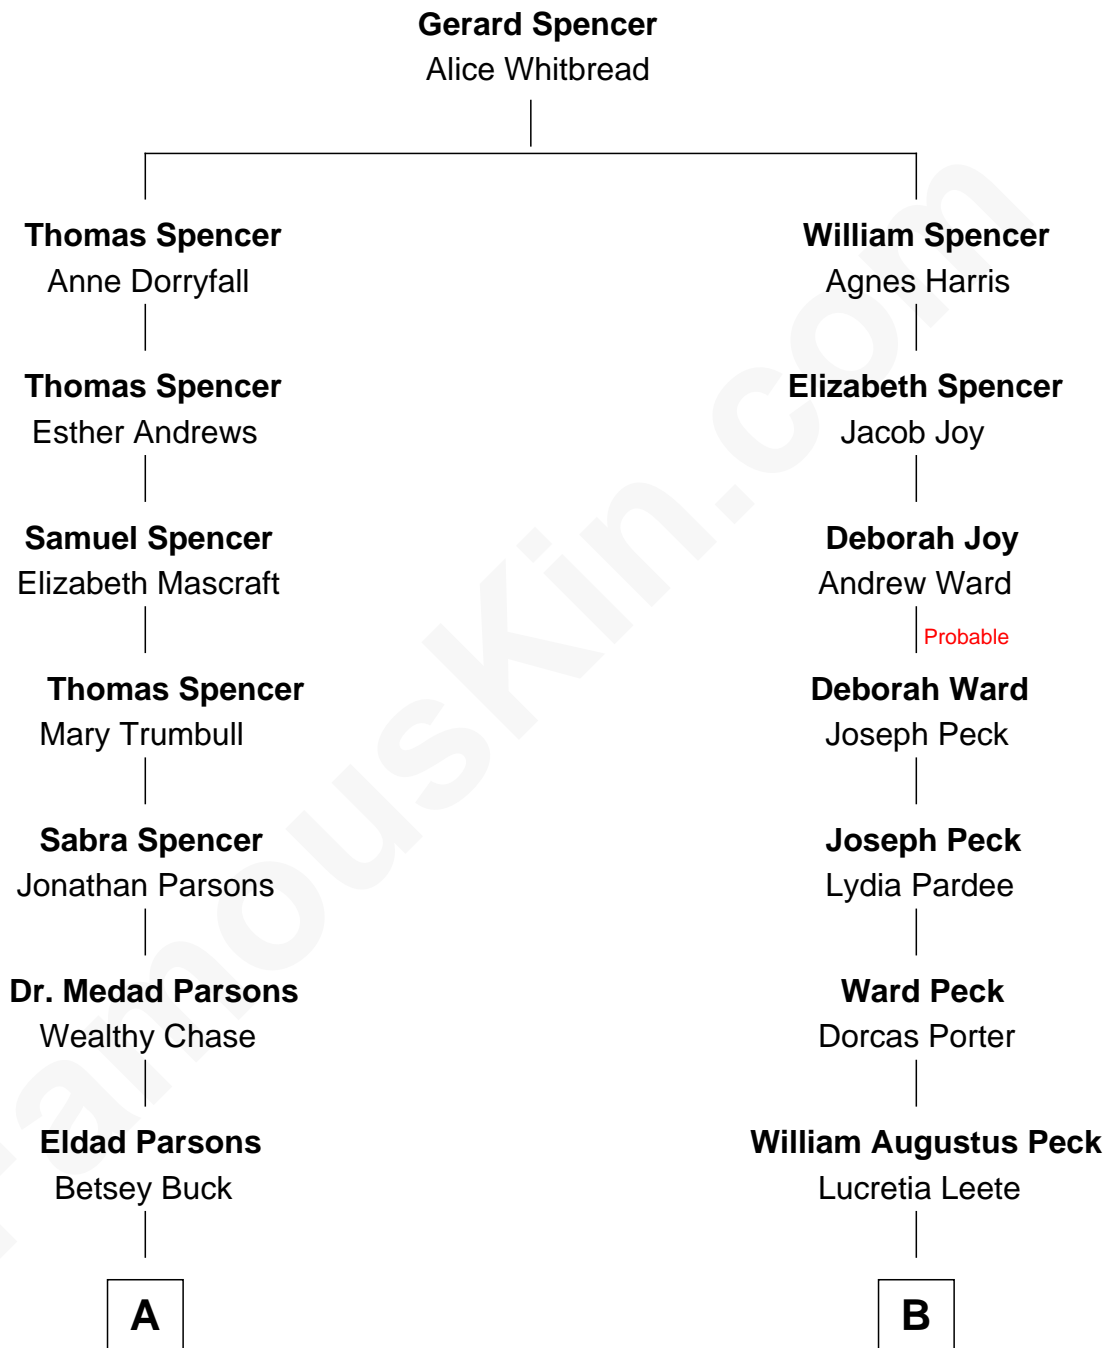 Gerard Spencer
Alice Whitbread
Thomas Spencer
Anne Dorryfall
Thomas Spencer
Esther Andrews
Samuel Spencer
Elizabeth Mascraft
Thomas Spencer
Mary Trumbull
Sabra Spencer
Jonathan Parsons
Dr. Medad Parsons
Wealthy Chase
Eldad Parsons
Betsey Buck
A
William Spencer
Agnes Harris
Elizabeth Spencer
Jacob Joy
Deborah Joy
Andrew Ward
Probable
Deborah Ward
Joseph Peck
Joseph Peck
Lydia Pardee
Ward Peck
Dorcas Porter
William Augustus Peck
Lucretia Leete
B
FamousKin.com